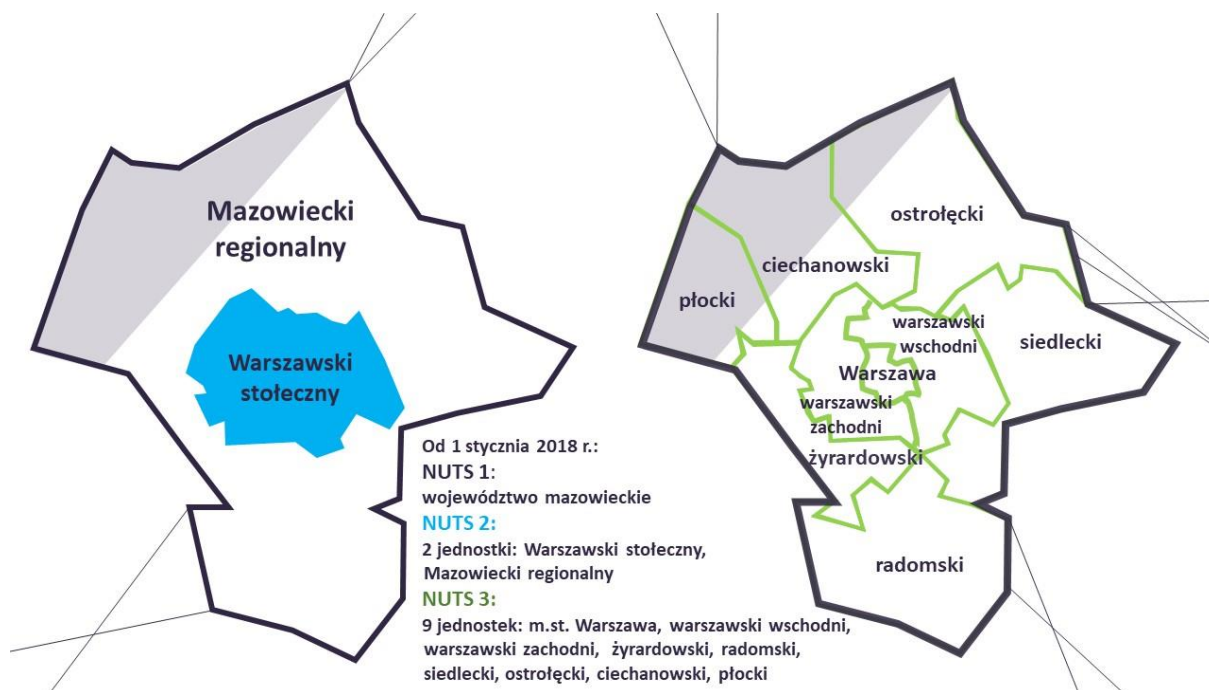 Mazowiecki
regionalny
Warszawski
stołeczny
Od 1 stycznia 2018 r.:
NUTS 1:
województwo mazowieckie
NUTS 2:
2 jednostki: Warszawski stołeczny,
Mazowiecki regionalny
NUTS 3:
9 jednostek: m.st. Warszawa, warszawski wschodni,
warszawski zachodni, żyrardowski, radomski,
siedlecki, ostrołęcki, ciechanowski, płocki
ostrołęcki
ciechanowski
płocki
warszawski
wschodni
siedlecki
Warszawa
warszawski
zachodni
żyrardowski
radomski